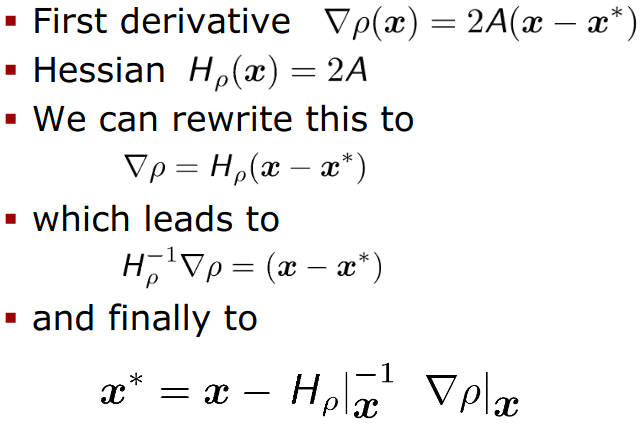 ▪ First derivative ∇ρ(𝒙) = 2A(𝒙 − 𝒙*)
▪ Hessian H_ρ(𝒙) = 2A
▪ We can rewrite this to
∇ρ = H_ρ(𝒙 − 𝒙*)
▪ which leads to
H_ρ^{−1}∇ρ = (𝒙 − 𝒙*)
▪ and finally to
𝒙* = 𝒙 − H_ρ|_𝒙^{−1} ∇ρ|_𝒙